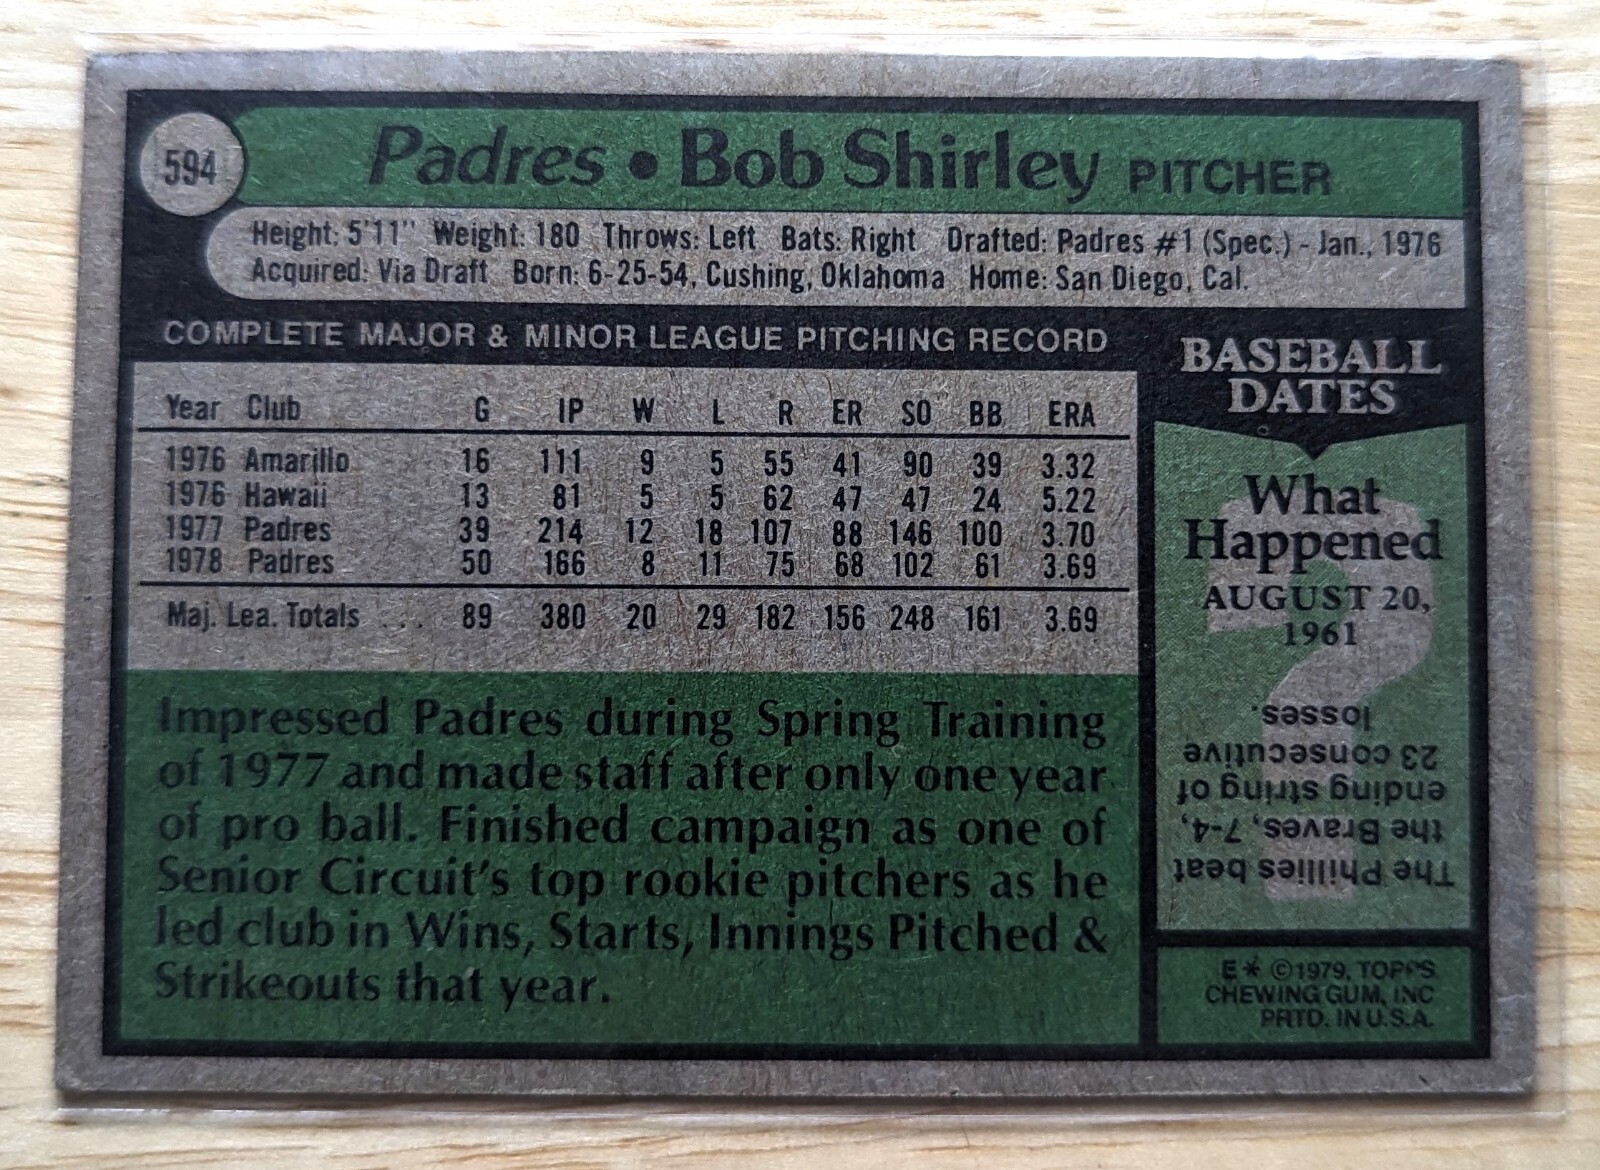 594
Padres • Bob Shirley PITCHER
Height: 5'11" Weight: 180 Throws: Left Bats: Right Drafted: Padres #1 (Spec.) - Jan., 1976
Acquired: Via Draft Born: 6-25-54, Cushing, Oklahoma Home: San Diego, Cal.
COMPLETE MAJOR & MINOR LEAGUE PITCHING RECORD
Year Club G IP W L R ER SO BB ERA
1976 Amarillo 16 111 9 5 55 41 90 39 3.32
1976 Hawaii 13 81 5 5 62 47 47 24 5.22
1977 Padres 39 214 12 18 107 88 146 100 3.70
1978 Padres 50 166 8 11 75 68 102 61 3.69
Maj. Lea. Totals ... 89 380 20 29 182 156 248 161 3.69
Impressed Padres during Spring Training
of 1977 and made staff after only one year
of pro ball. Finished campaign as one of
Senior Circuit's top rookie pitchers as he
led club in Wins, Starts, Innings Pitched &
Strikeouts that year.
BASEBALL
DATES
What
Happened
AUGUST 20,
1961
The Phillies beat
the Braves, 7-4,
ending string of
23 consecutive
losses.
E* ©1979, TOPPS
CHEWING GUM, INC
PRTD. IN U.S.A.